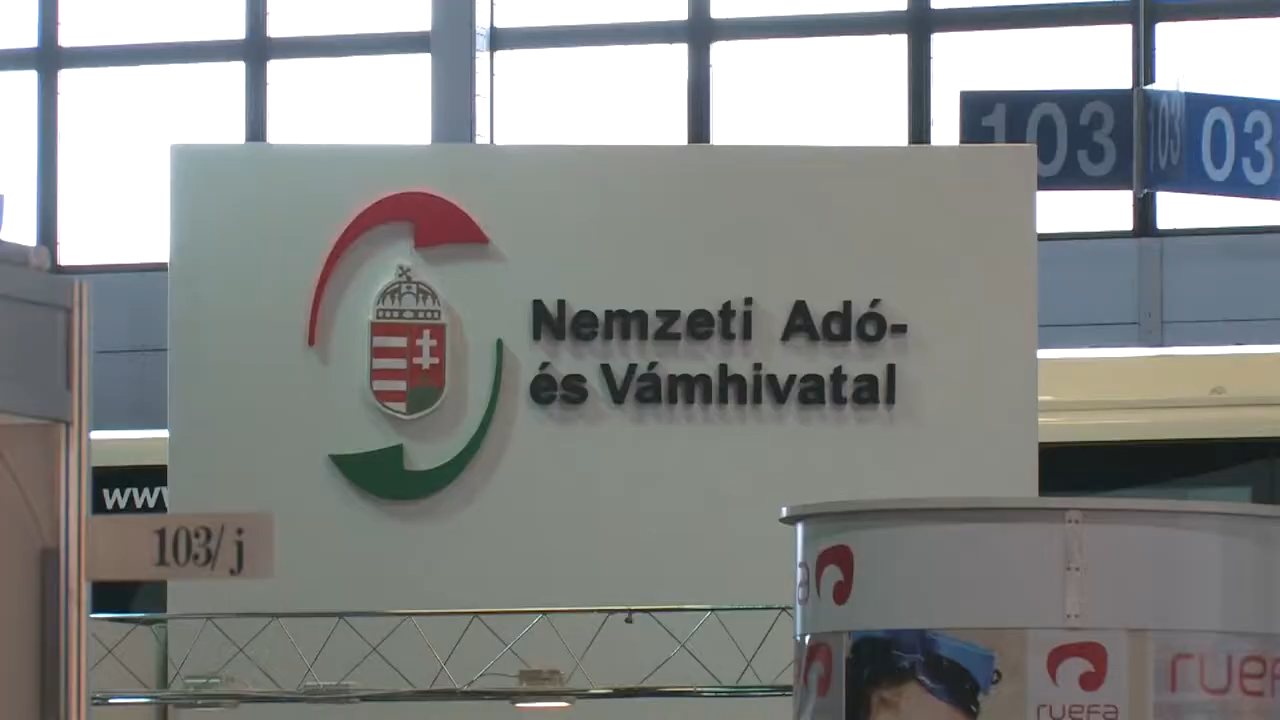 103
103
03
Nemzeti Adó-
és Vámhivatal
www
103/j
ruefa